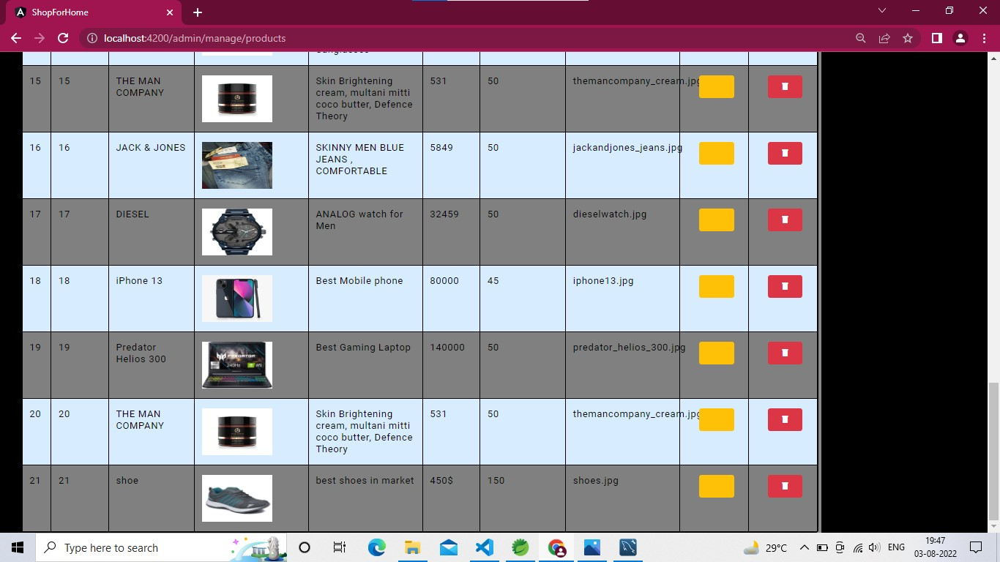 ShopForHome
localhost:4200/admin/manage/products
15 15 THE MAN COMPANY Skin Brightening cream, multani mitti coco butter, Defence Theory 531 50 themancompany_cream.jpg
16 16 JACK & JONES SKINNY MEN BLUE JEANS , COMFORTABLE 5849 50 jackandjones_jeans.jpg
17 17 DIESEL ANALOG watch for Men 32459 50 dieselwatch.jpg
18 18 iPhone 13 Best Mobile phone 80000 45 iphone13.jpg
19 19 Predator Helios 300 PREDATOR 240Hz Best Gaming Laptop 140000 50 predator_helios_300.jpg
20 20 THE MAN COMPANY Skin Brightening cream, multani mitti coco butter, Defence Theory 531 50 themancompany_cream.jpg
21 21 shoe best shoes in market 450$ 150 shoes.jpg
Type here to search
29°C
ENG
19:47
03-08-2022